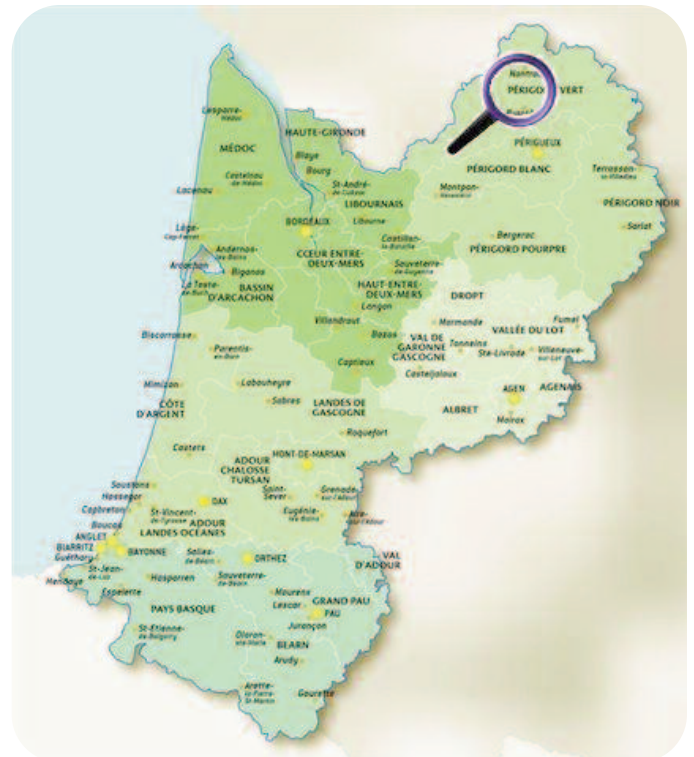 PÉRIGORD VERT
PÉRIGUEUX
PÉRIGORD BLANC
Terrasson-
PÉRIGORD NOIR
Sarlat
Montpon-
Bergerac
PÉRIGORD POURPRE
Lesparre-
Médoc
MÉDOC
HAUTE-GIRONDE
Blaye
Bourg
Castelnau
de Médoc
Lacanau
St-André-
de Cubzac
LIBOURNAIS
Libourne
BORDEAUX
Lège-
Cap-Ferret
Castillon-
la-Bataille
Andernos-
les-Bains
CŒUR ENTRE-
DEUX-MERS
Sauveterre-
de-Guyenne
Arcachon
Biganos
La Teste-
de-Buch
BASSIN
D'ARCACHON
HAUT-ENTRE-
DEUX-MERS
Langon
DROPT
Villandraut
Bazas
Marmande
Fumel
VALLÉE DU LOT
VAL DE
GARONNE
GASCOGNE
Tonneins
Ste-Livrade
Villeneuve-
sur-Lot
Biscarrosse
Parentis-
en-Born
Captieux
Casteljaloux
AGEN
AGENAIS
Mimizan
Labouheyre
Sabres
CÔTE
D'ARGENT
LANDES DE
GASCOGNE
ALBRET
Moirax
Roquefort
Castets
MONT-DE-MARSAN
ADOUR
CHALOSSE
TURSAN
Soustons
Hossegor
Capbreton
DAX
Saint-
Sever
Grenade-
sur-l'Adour
St-Vincent-
de-Tyrosse
ADOUR
LANDES OCÉANES
Eugénie-
les-Bains
Aire-
sur-l'Adour
Boucau
ANGLET
BIARRITZ
BAYONNE
Guéthary
Salies-
de-Béarn
ORTHEZ
VAL
D'ADOUR
St-Jean-
de-Luz
Hendaye
Hasparren
Sauveterre-
de-Béarn
Espelette
Mourenx
Lescar
GRAND PAU
PAU
PAYS BASQUE
Jurançon
St-Etienne-
de-Baïgorry
Oloron-
Ste-Marie
BÉARN
Arudy
Arette-
la-Pierre-
St-Martin
Gourette